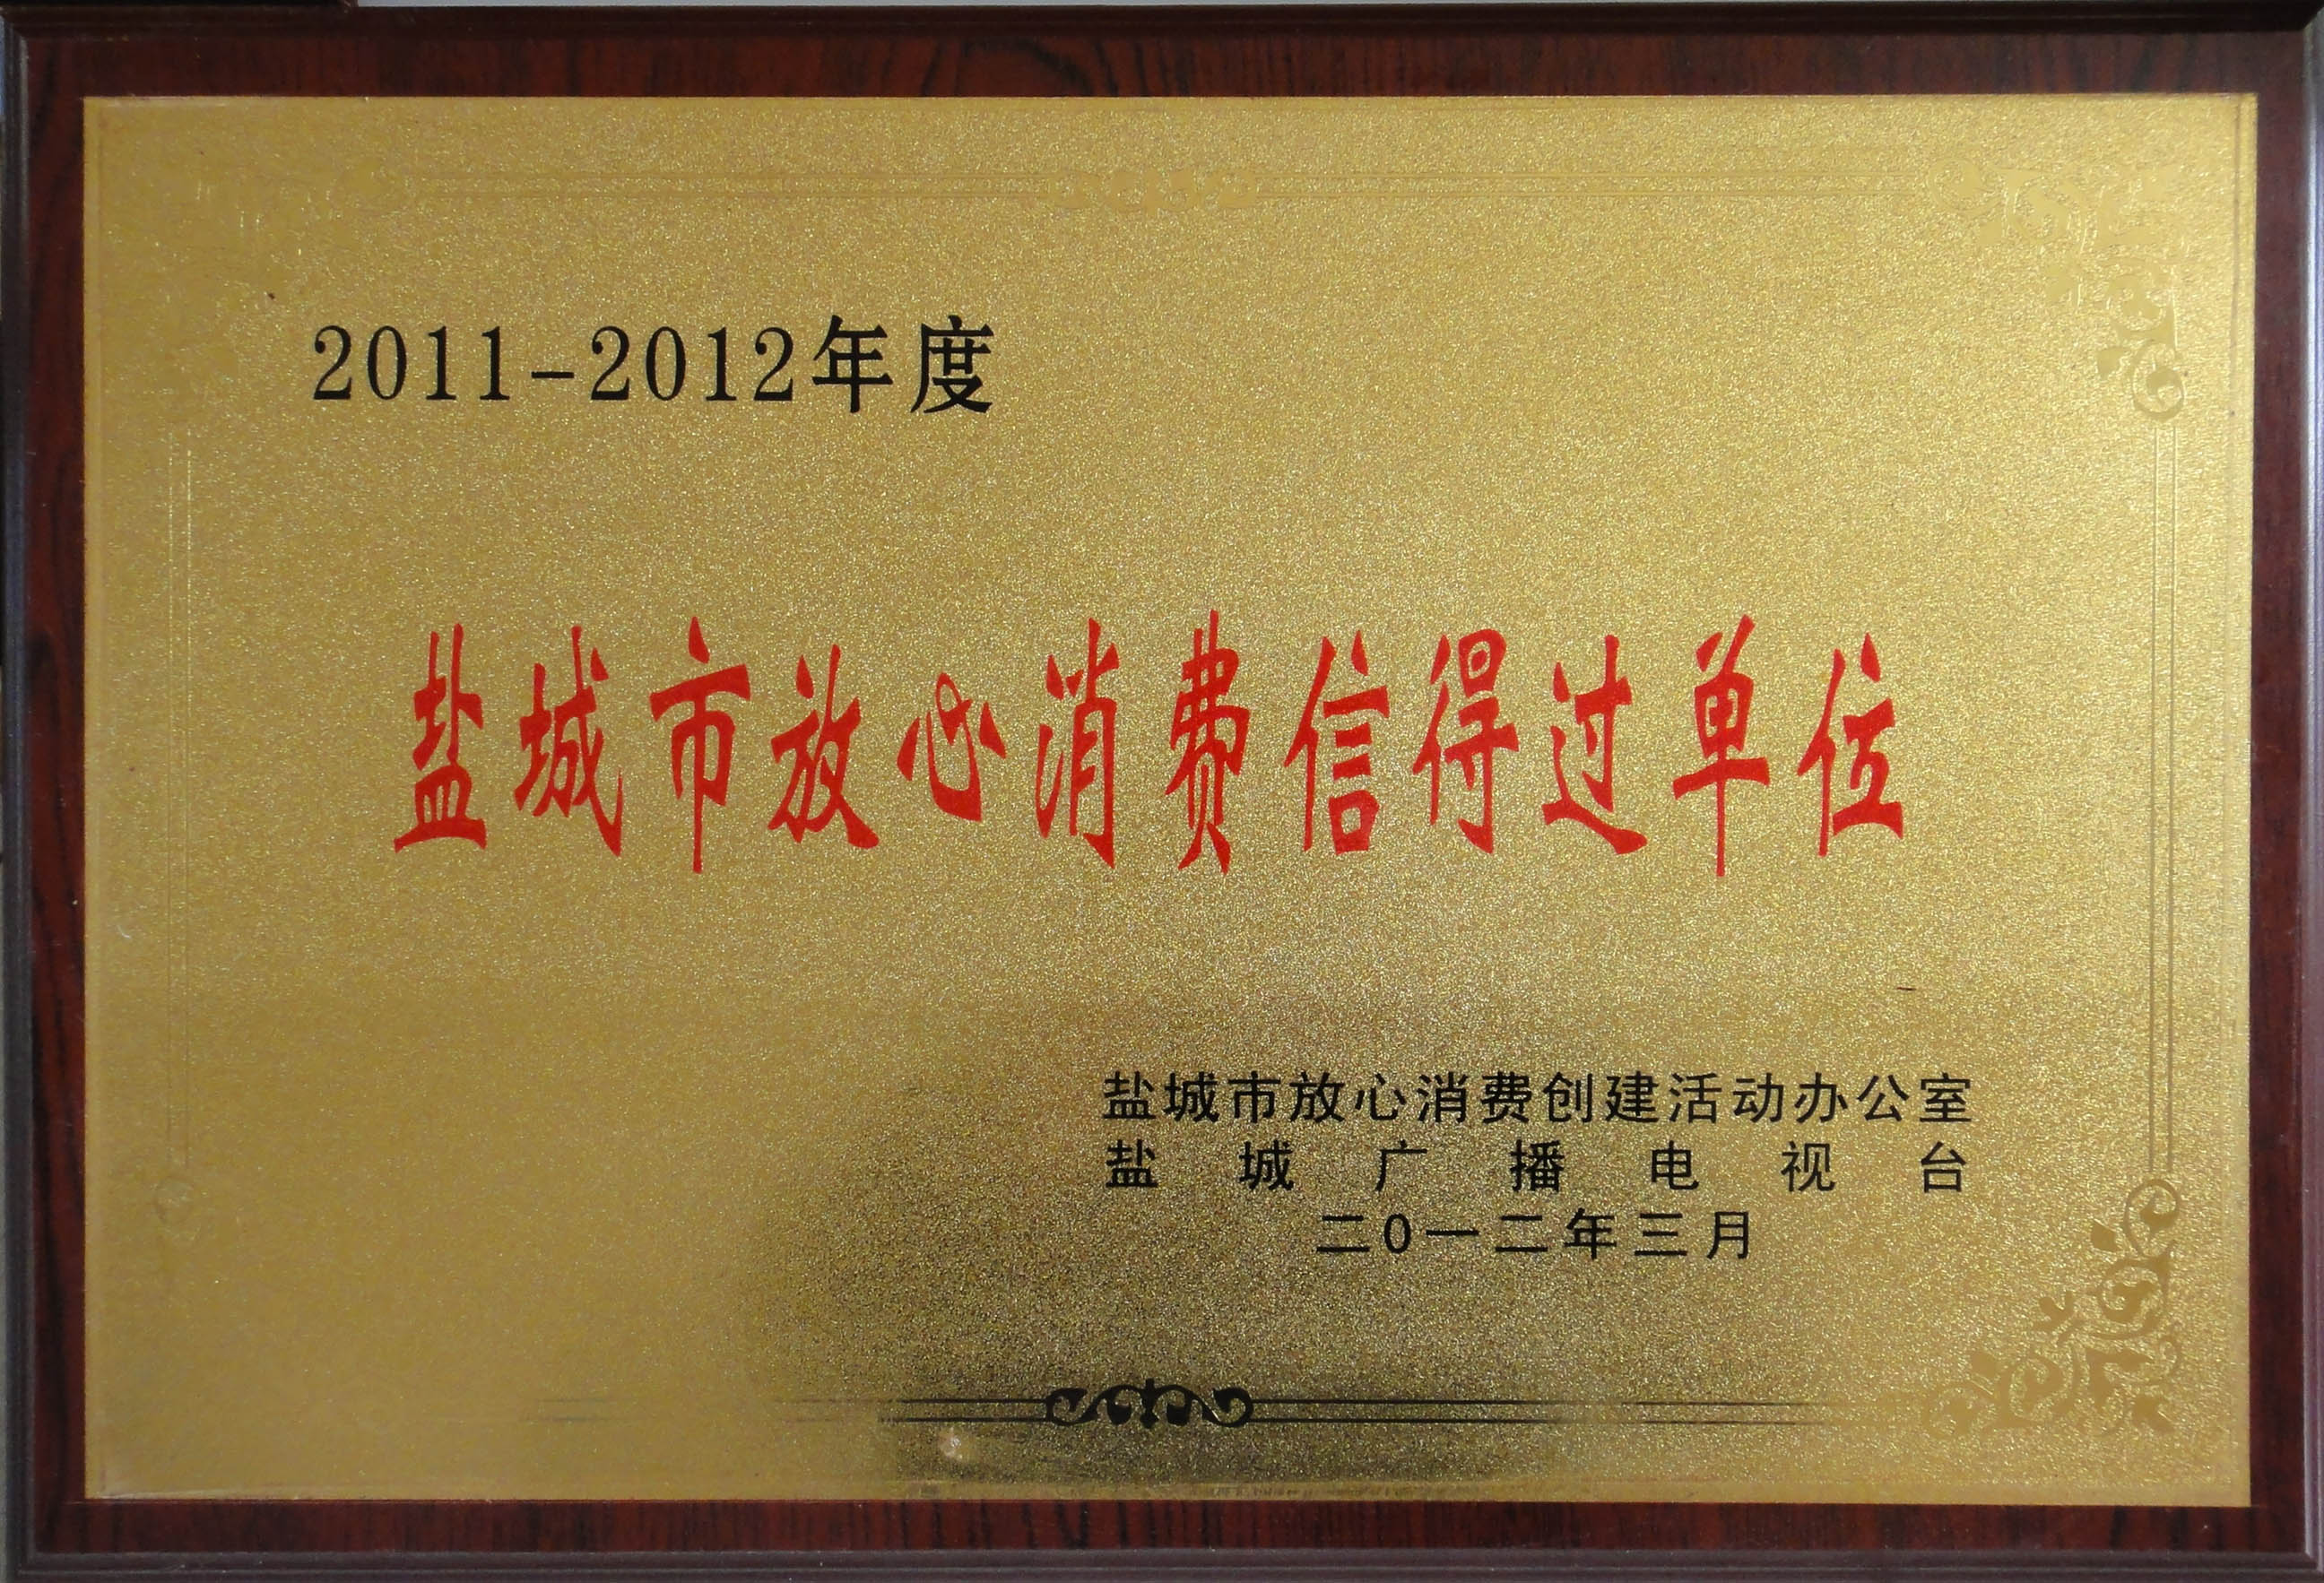 2011-2012年度
盐城市放心消费信得过单位
盐城市放心消费创建活动办公室
盐城广播电视台
二0一二年三月